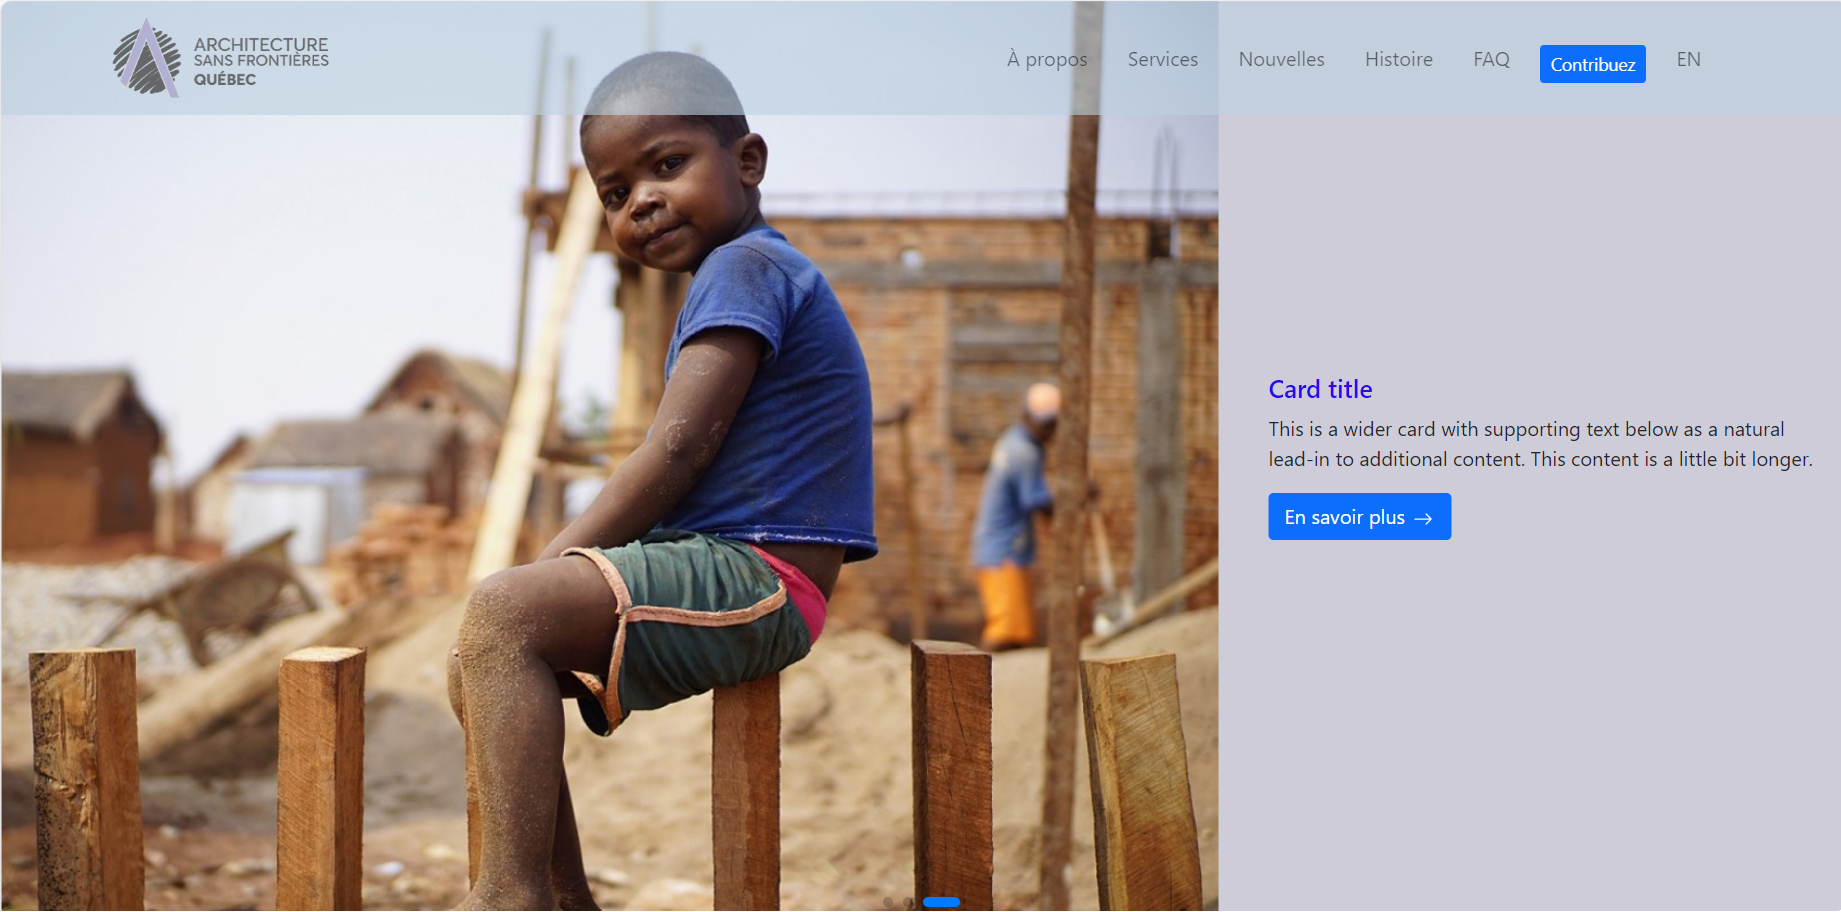 ARCHITECTURE
SANS FRONTIÈRES
QUÉBEC
À propos
Services
Nouvelles
Histoire
FAQ
Contribuez
EN
Card title
This is a wider card with supporting text below as a natural
lead-in to additional content. This content is a little bit longer.
En savoir plus →